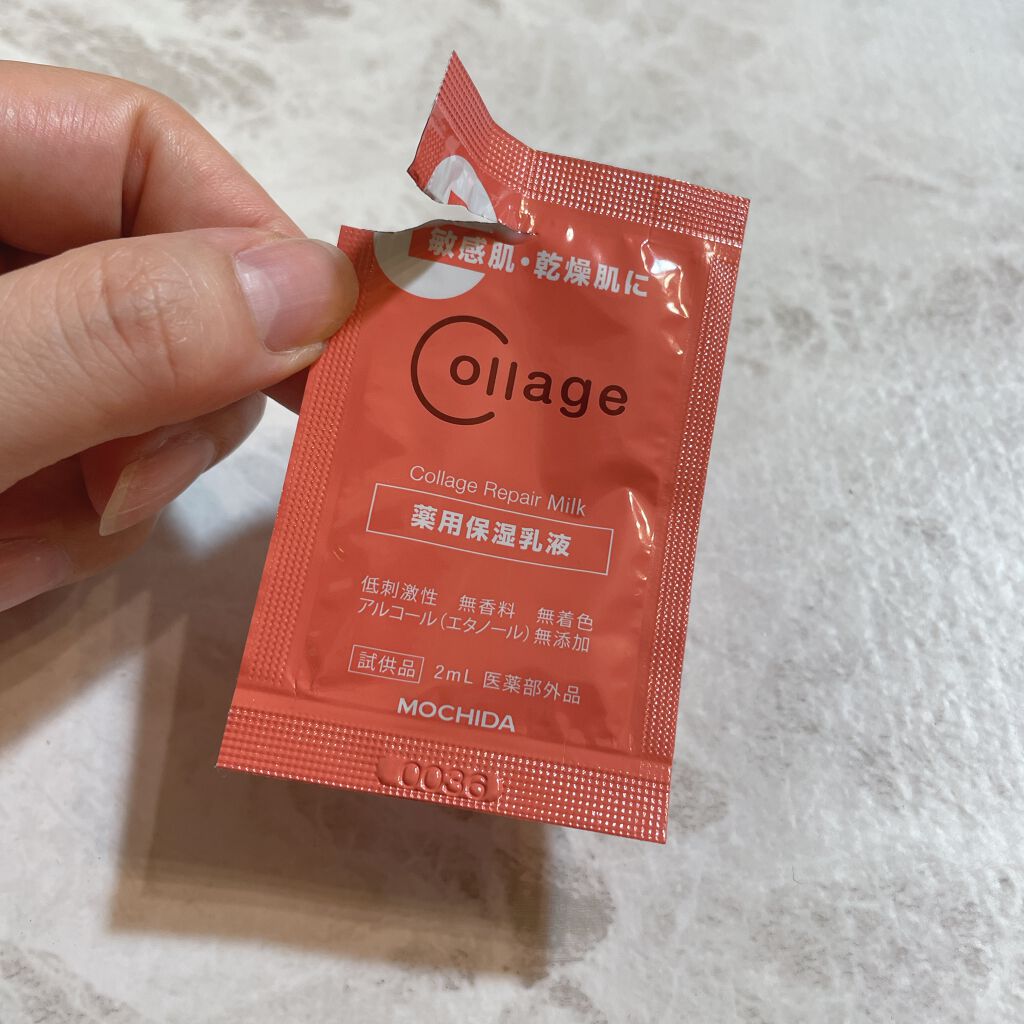 敏感肌・乾燥肌に
Collage
Collage Repair Milk
薬用保湿乳液
低刺激性 無香料 無着色
アルコール(エタノール)無添加
試供品 2mL 医薬部外品
MOCHIDA
0036